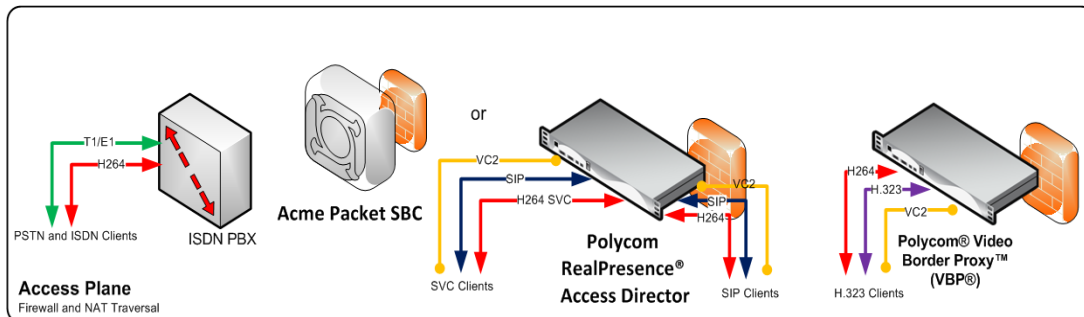 T1/E1
H264
PSTN and ISDN Clients
ISDN PBX
Access Plane
Firewall and NAT Traversal
Acme Packet SBC
or
VC2
SIP
H264 SVC
SVC Clients
Polycom
RealPresence®
Access Director
VC2
SIP
H264
SIP Clients
H264
H.323
VC2
H.323 Clients
Polycom® Video
Border Proxy™
(VBP®)